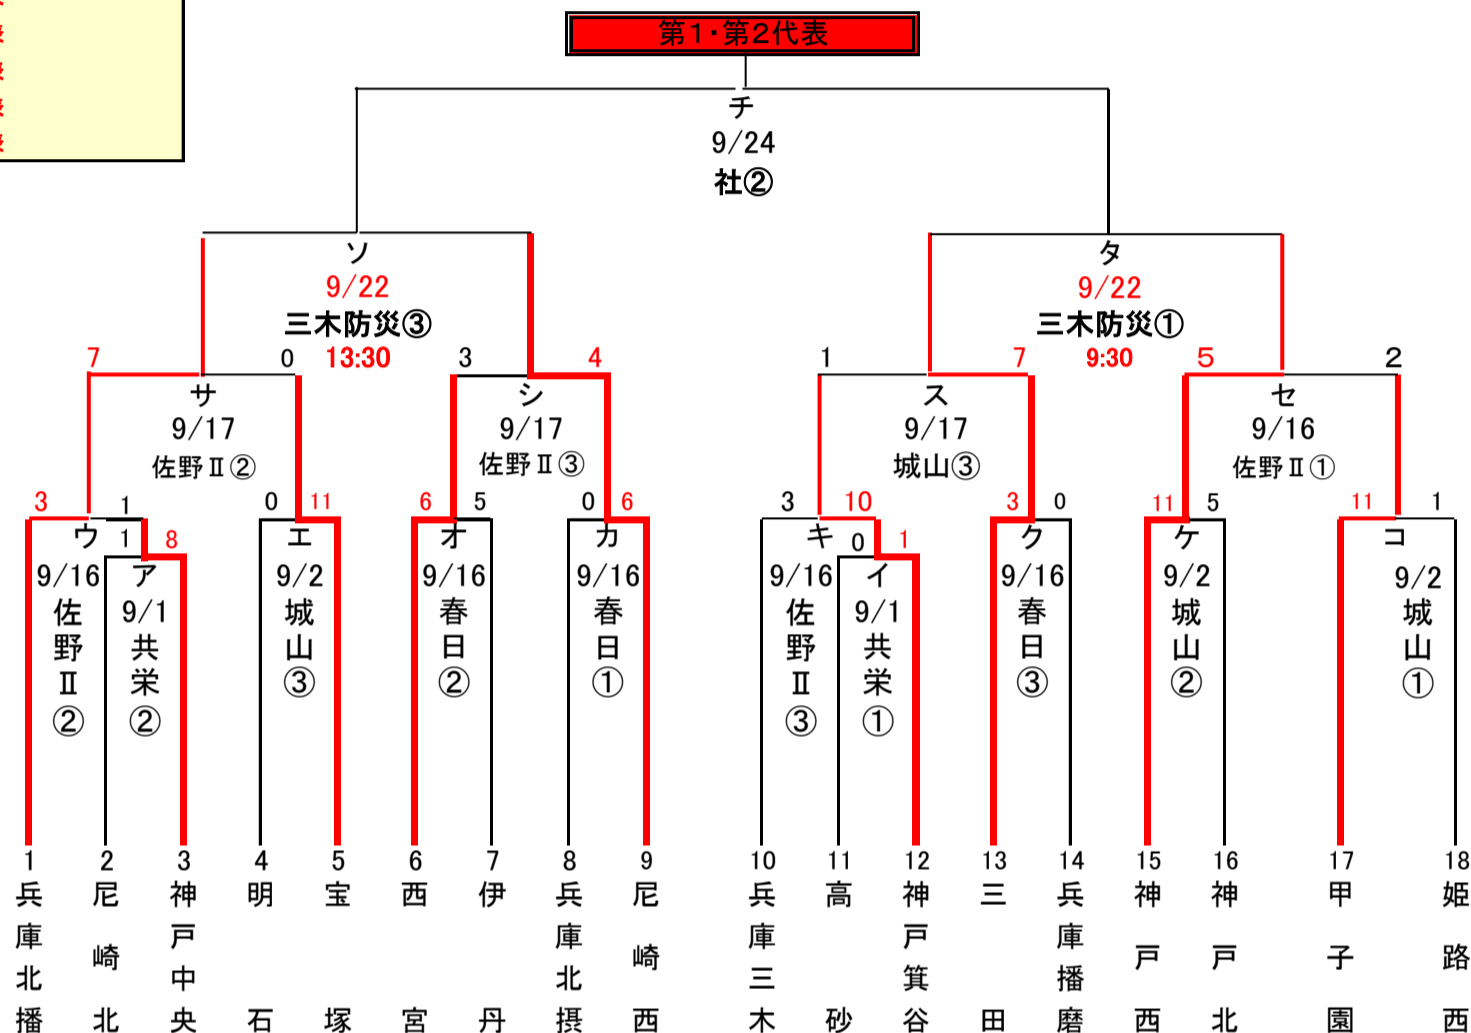 第1・第2代表
チ
9/24
社②
ソ
9/22
三木防災③
13:30
タ
9/22
三木防災①
9:30
7
0
3
4
1
7
5
2
サ
9/17
佐野Ⅱ②
シ
9/17
佐野Ⅱ③
ス
9/17
城山③
セ
9/16
佐野Ⅱ①
3
1
0
11
6
5
0
6
3
10
3
0
11
5
11
1
ウ
9/16
佐野Ⅱ②
1
8
ア
9/1
共栄②
エ
9/2
城山③
オ
9/16
春日②
カ
9/16
春日①
キ
9/16
佐野Ⅱ③
0
1
イ
9/1
共栄①
ク
9/16
春日③
ケ
9/2
城山②
コ
9/2
城山①
1
兵庫北播
2
尼崎北
3
神戸中央
4
明石
5
宝塚
6
西宮
7
伊丹
8
兵庫北摂
9
尼崎西
10
兵庫三木
11
高砂
12
神戸箕谷
13
三田
14
兵庫播磨
15
神戸西
16
神戸北
17
甲子園
18
姫路西